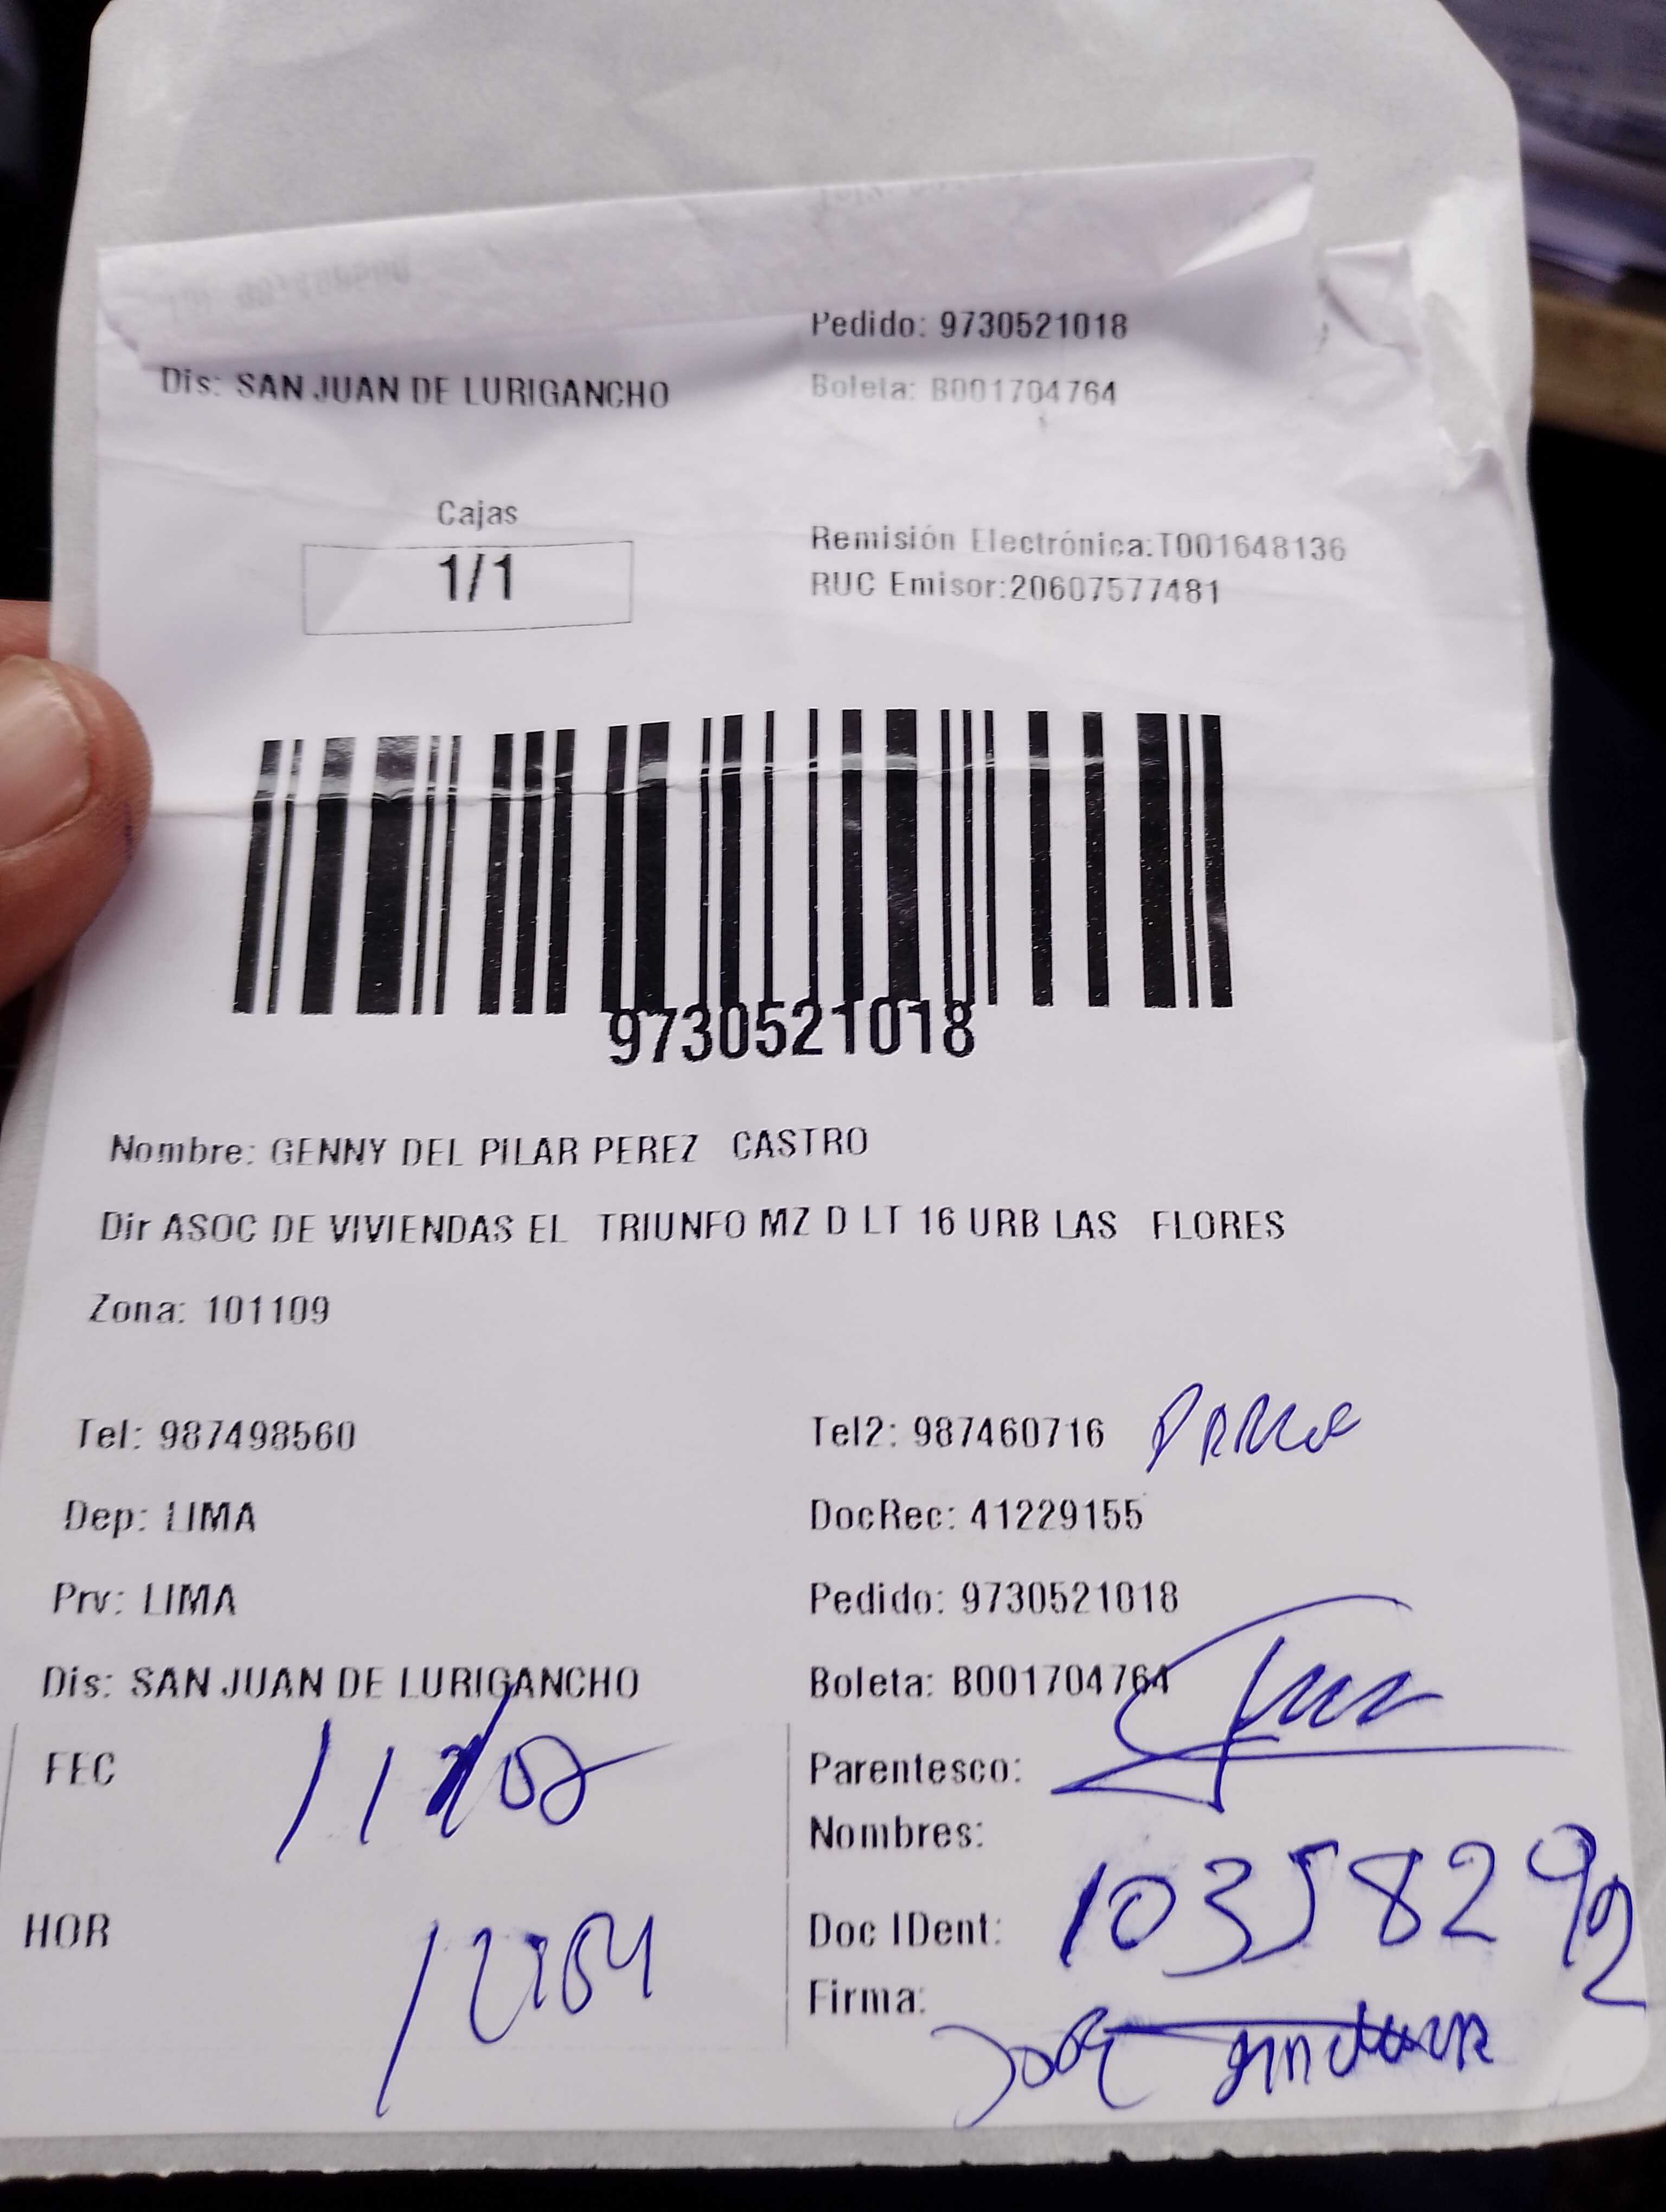 Pedido: 9730521018
Dis: SAN JUAN DE LURIGANCHO
Boleta: B001704764
Cajas
1/1
Remisión Electrónica:T001648136
RUC Emisor:20607577481
9730521018
Nombre: GENNY DEL PILAR PEREZ CASTRO
Dir ASOC DE VIVIENDAS EL TRIUNFO MZ D LT 16 URB LAS FLORES
Zona: 101109
Tel: 987498560
Tel2: 987460716
Dep: LIMA
DocRec: 41229155
Prv: LIMA
Pedido: 9730521018
Dis: SAN JUAN DE LURIGANCHO
Boleta: B001704764
FEC
Parentesco:
Nombres:
HOR
Doc IDent: 10358292
Firma: